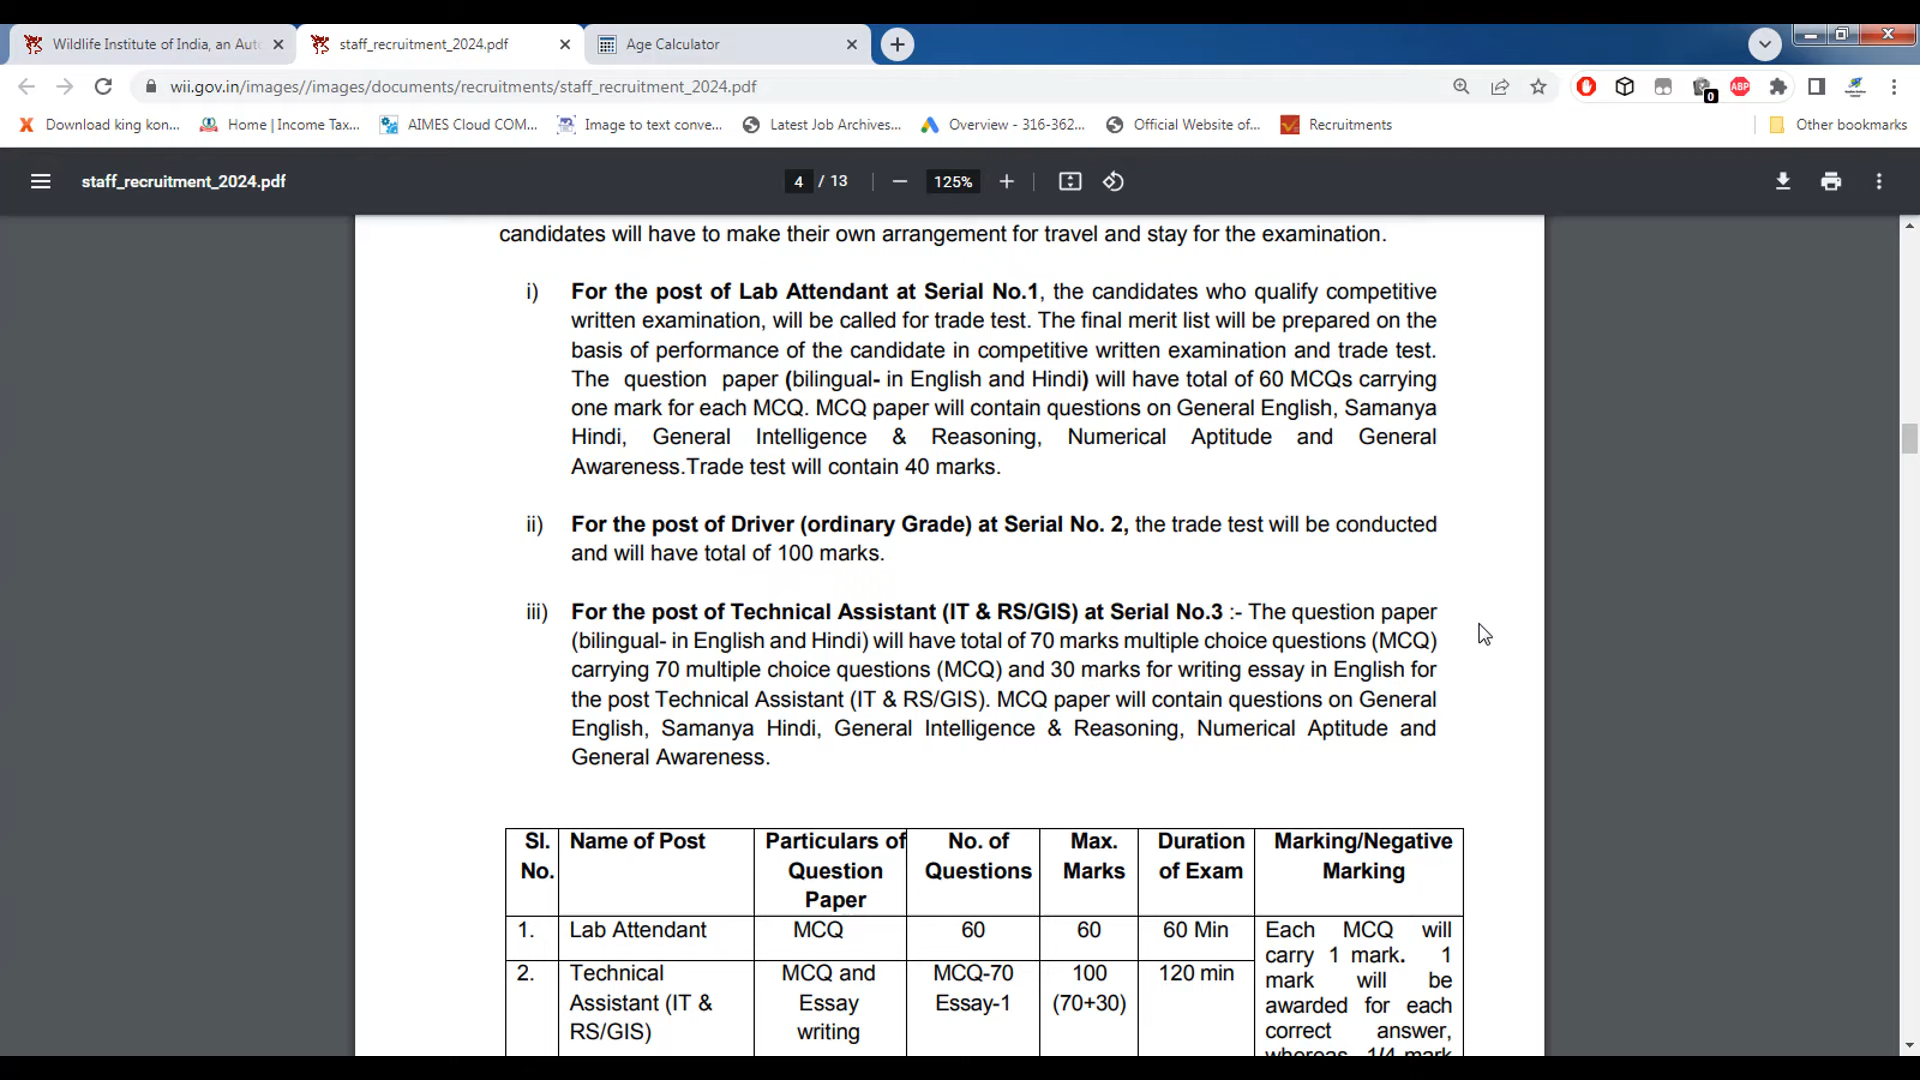 Wildlife Institute of India, an Aut
staff_recruitment_2024.pdf
Age Calculator
wii.gov.in/images//images/documents/recruitments/staff_recruitment_2024.pdf
0
ABP
X Download king kon...
Home | Income Tax...
AIMES Cloud COM...
Image to text conve...
Latest Job Archives...
Overview - 316-362...
Official Website of...
Recruitments
Other bookmarks
staff_recruitment_2024.pdf
4 / 13
125%
candidates will have to make their own arrangement for travel and stay for the examination.
i) For the post of Lab Attendant at Serial No.1, the candidates who qualify competitive
written examination, will be called for trade test. The final merit list will be prepared on the
basis of performance of the candidate in competitive written examination and trade test.
The question paper (bilingual- in English and Hindi) will have total of 60 MCQs carrying
one mark for each MCQ. MCQ paper will contain questions on General English, Samanya
Hindi, General Intelligence & Reasoning, Numerical Aptitude and General
Awareness.Trade test will contain 40 marks.
ii) For the post of Driver (ordinary Grade) at Serial No. 2, the trade test will be conducted
and will have total of 100 marks.
iii) For the post of Technical Assistant (IT & RS/GIS) at Serial No.3 :- The question paper
(bilingual- in English and Hindi) will have total of 70 marks multiple choice questions (MCQ)
carrying 70 multiple choice questions (MCQ) and 30 marks for writing essay in English for
the post Technical Assistant (IT & RS/GIS). MCQ paper will contain questions on General
English, Samanya Hindi, General Intelligence & Reasoning, Numerical Aptitude and
General Awareness.
Sl. No.
Name of Post
Particulars of Question Paper
No. of Questions
Max. Marks
Duration of Exam
Marking/Negative Marking
1.
Lab Attendant
MCQ
60
60
60 Min
Each MCQ will
carry 1 mark. 1
mark will be
awarded for each
correct answer,
whereas 1/4 mark
2.
Technical
Assistant (IT &
RS/GIS)
MCQ and
Essay
writing
MCQ-70
Essay-1
100
(70+30)
120 min